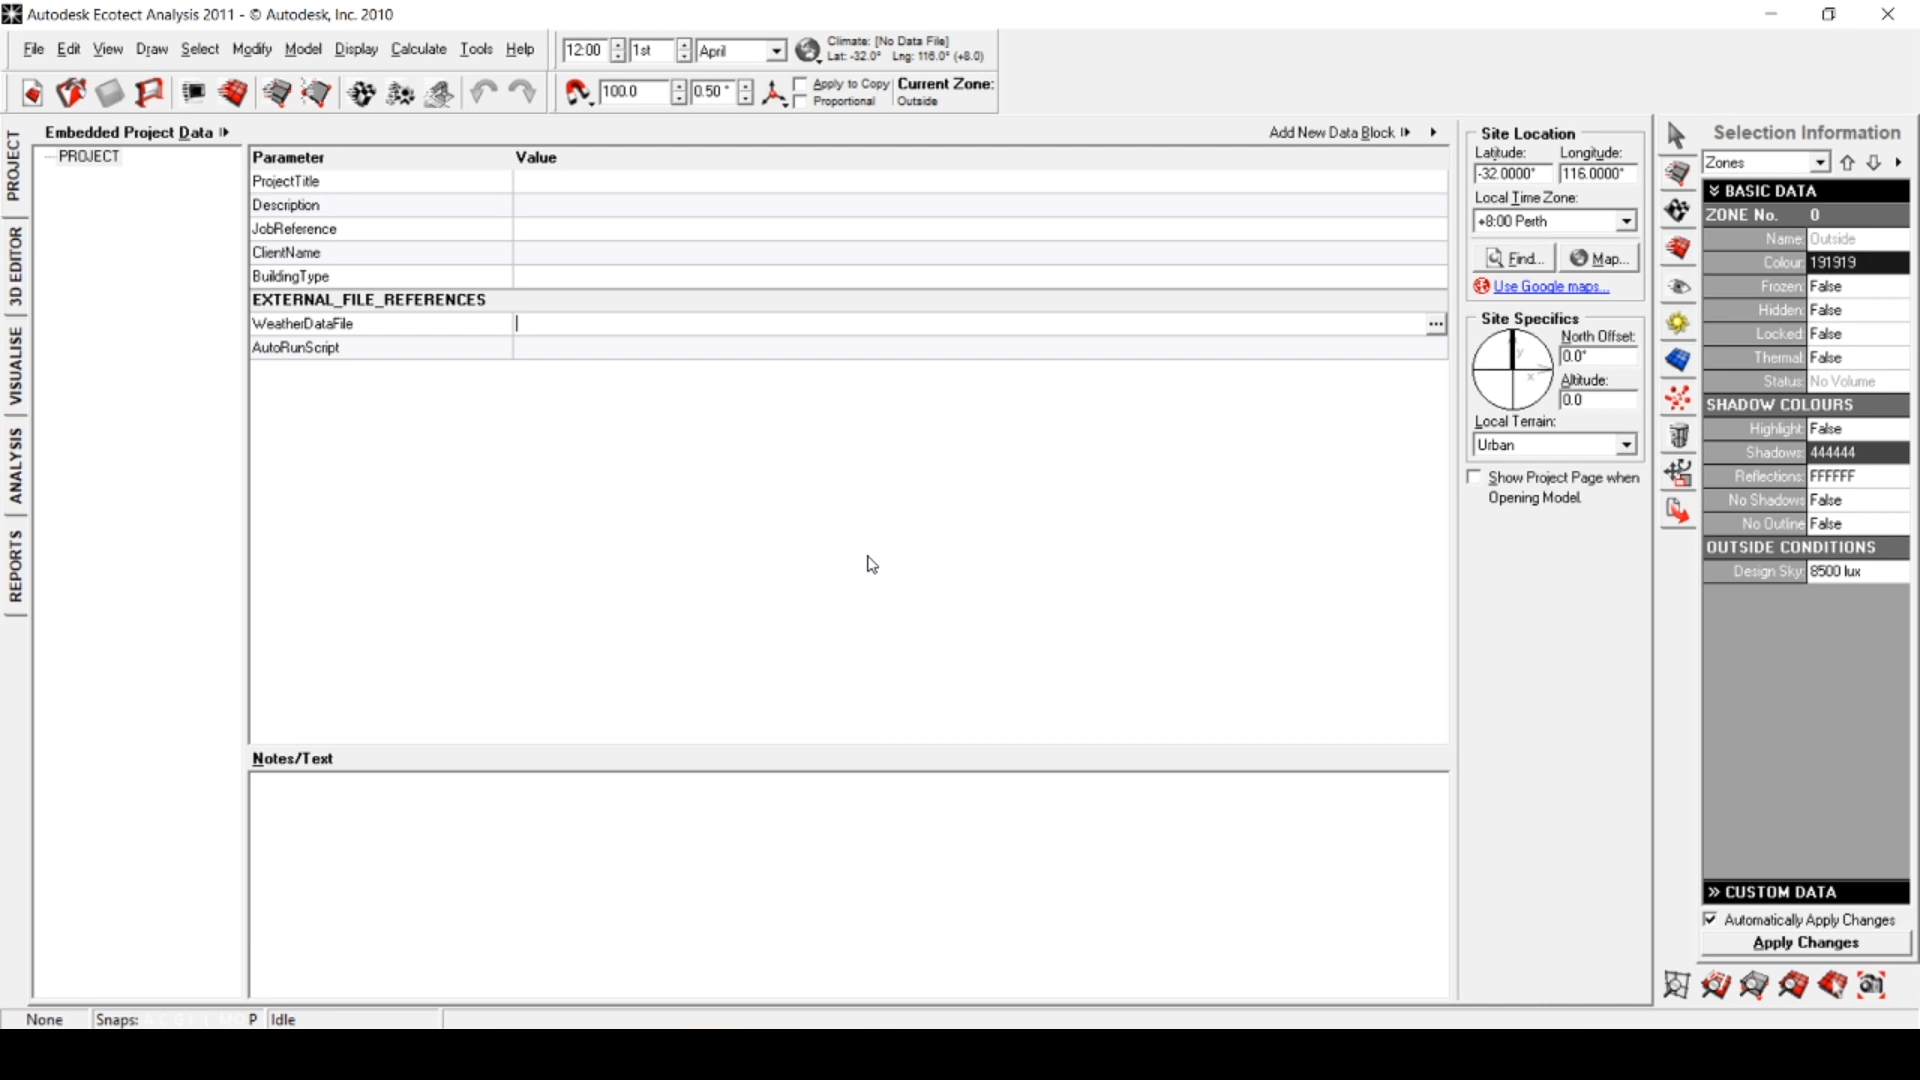 Autodesk Ecotect Analysis 2011 - © Autodesk, Inc. 2010
File Edit View Draw Select Modify Model Display Calculate Tools Help
12:00 1st April
Climate: [No Data File]
Lat: -32.0° Lng: 116.0° (+8.0)
100.0 0.50 °
Apply to Copy
Proportional
Current Zone:
Outside
PROJECT
3D EDITOR
VISUALISE
ANALYSIS
REPORTS
Embedded Project Data
PROJECT
Add New Data Block
Parameter Value
ProjectTitle
Description
JobReference
ClientName
BuildingType
EXTERNAL_FILE_REFERENCES
WeatherDataFile
...
AutoRunScript
Notes/Text
Site Location
Latitude: Longitude:
-32.0000° 116.0000°
Local Time Zone:
+8:00 Perth
Find... Map...
Use Google maps...
Site Specifics
North Offset:
0.0°
y
x
Altitude:
0.0
Local Terrain:
Urban
Show Project Page when
Opening Model.
Selection Information
Zones
BASIC DATA
ZONE No. 0
Name: Outside
Colour: 191919
Frozen: False
Hidden: False
Locked: False
Thermal: False
Status: No Volume
SHADOW COLOURS
Highlight: False
Shadows: 444444
Reflections: FFFFFF
No Shadows False
No Outline False
OUTSIDE CONDITIONS
Design Sky: 8500 lux
CUSTOM DATA
Automatically Apply Changes
Apply Changes
None Snaps: P Idle